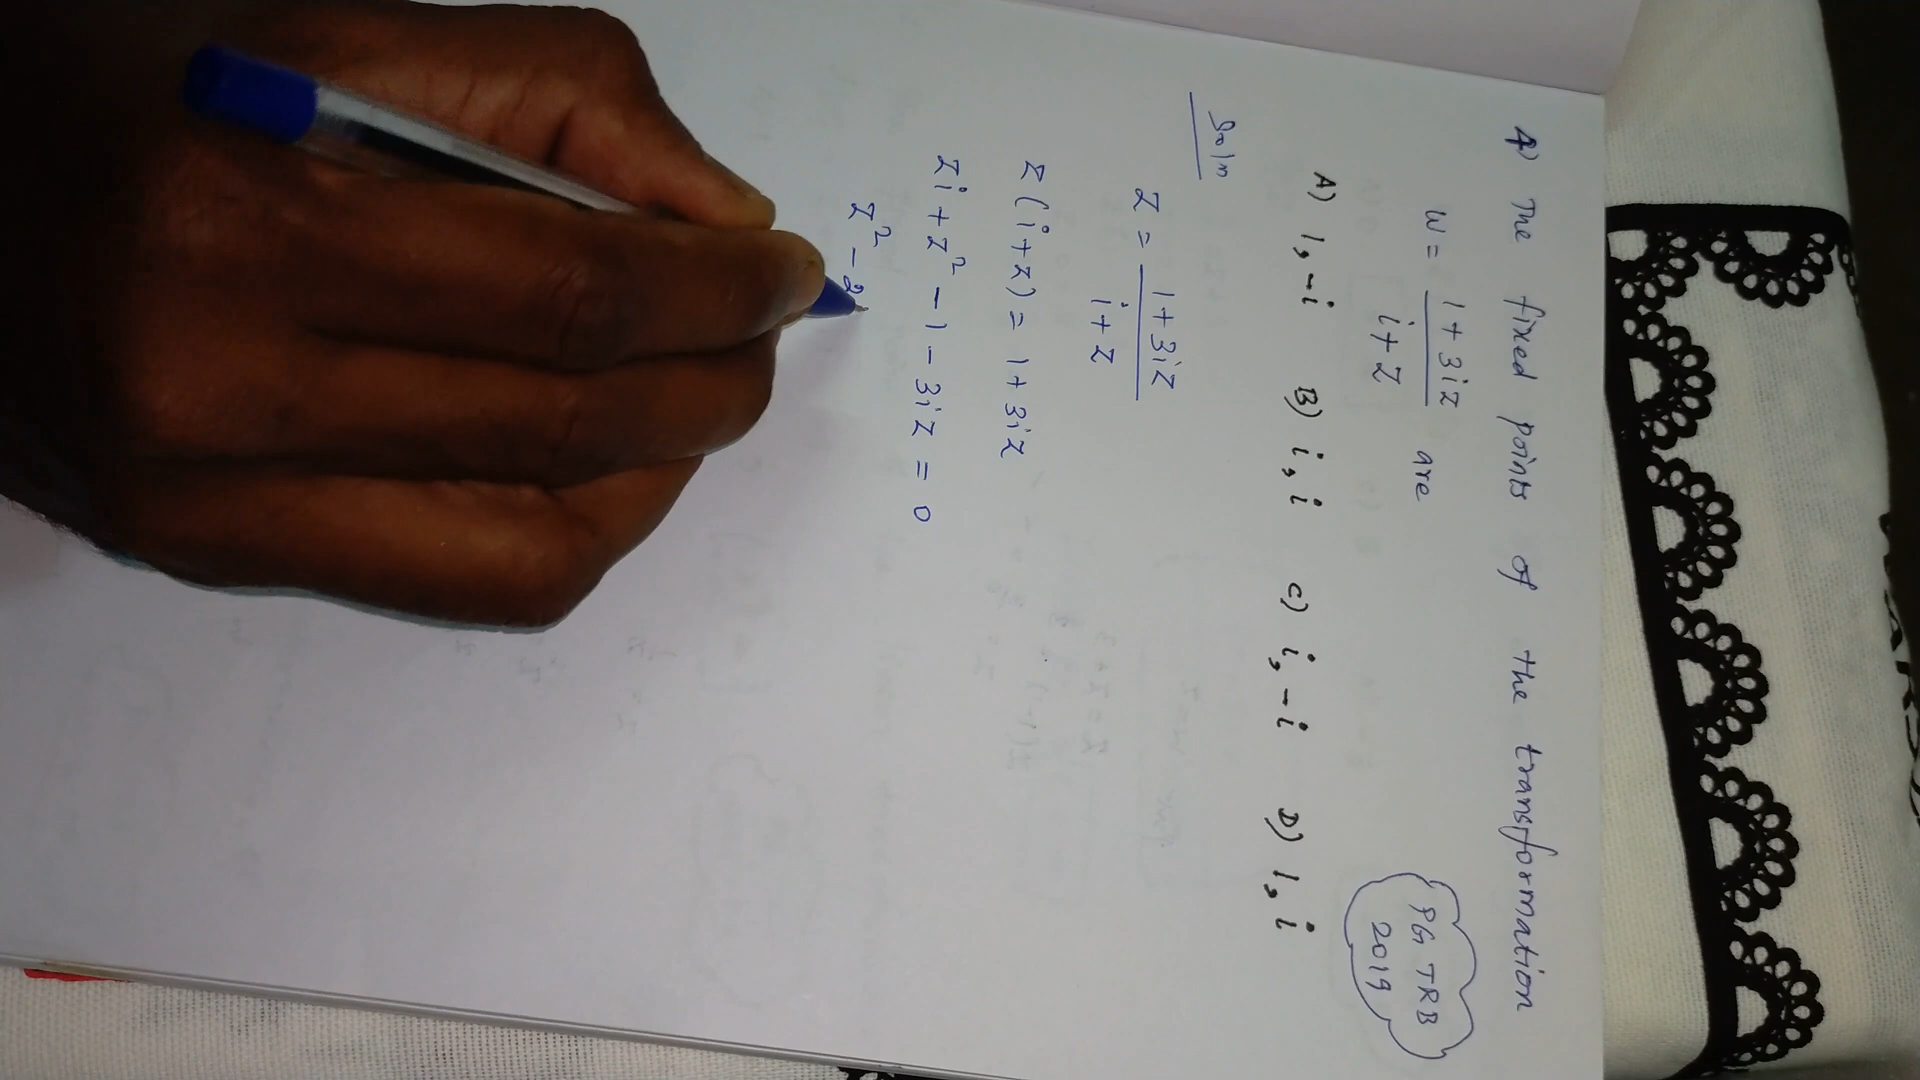 4) The fixed points of the transformation
W = 1 + 3iz / i + z are
PG TRB
2019
A) 1, -i B) i, i C) i, -i D) 1, i
Soln
Z = 1 + 3iz / i + z
z(i+z) = 1 + 3iz
zi + z² - 1 - 3iz = 0
z² - 2